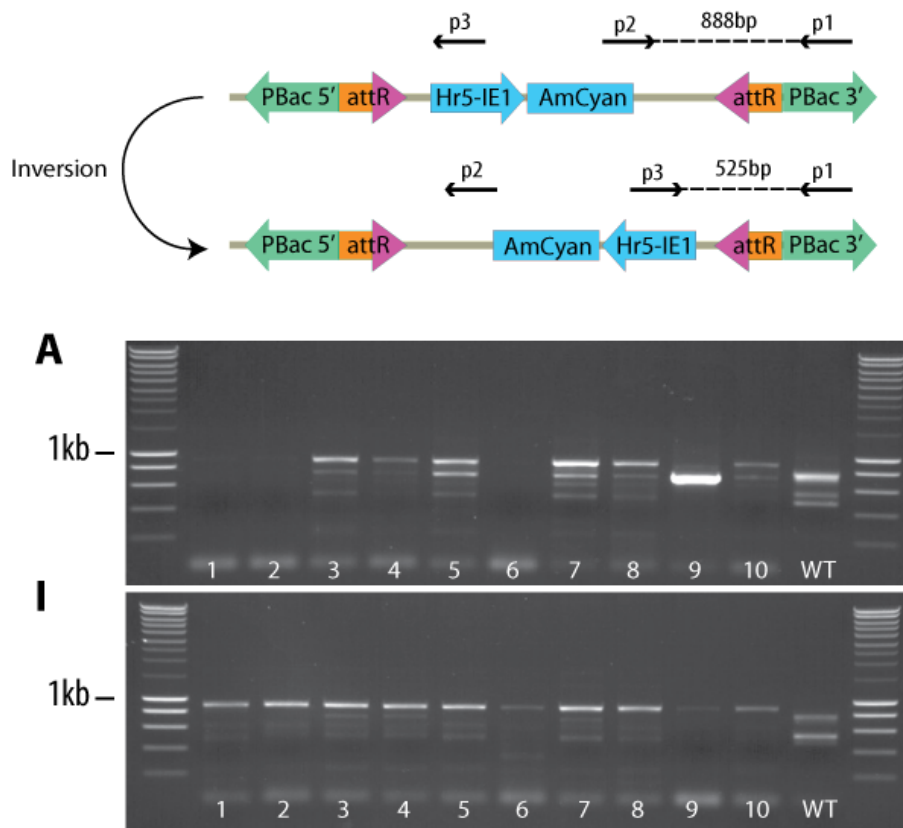 p3 p2 888bp p1
PBac 5′ attR Hr5-IE1 AmCyan attR PBac 3′
Inversion
p2 p3 525bp p1
PBac 5′ attR AmCyan Hr5-IE1 attR PBac 3′
A
1kb
1 2 3 4 5 6 7 8 9 10 WT
I
1kb
1 2 3 4 5 6 7 8 9 10 WT